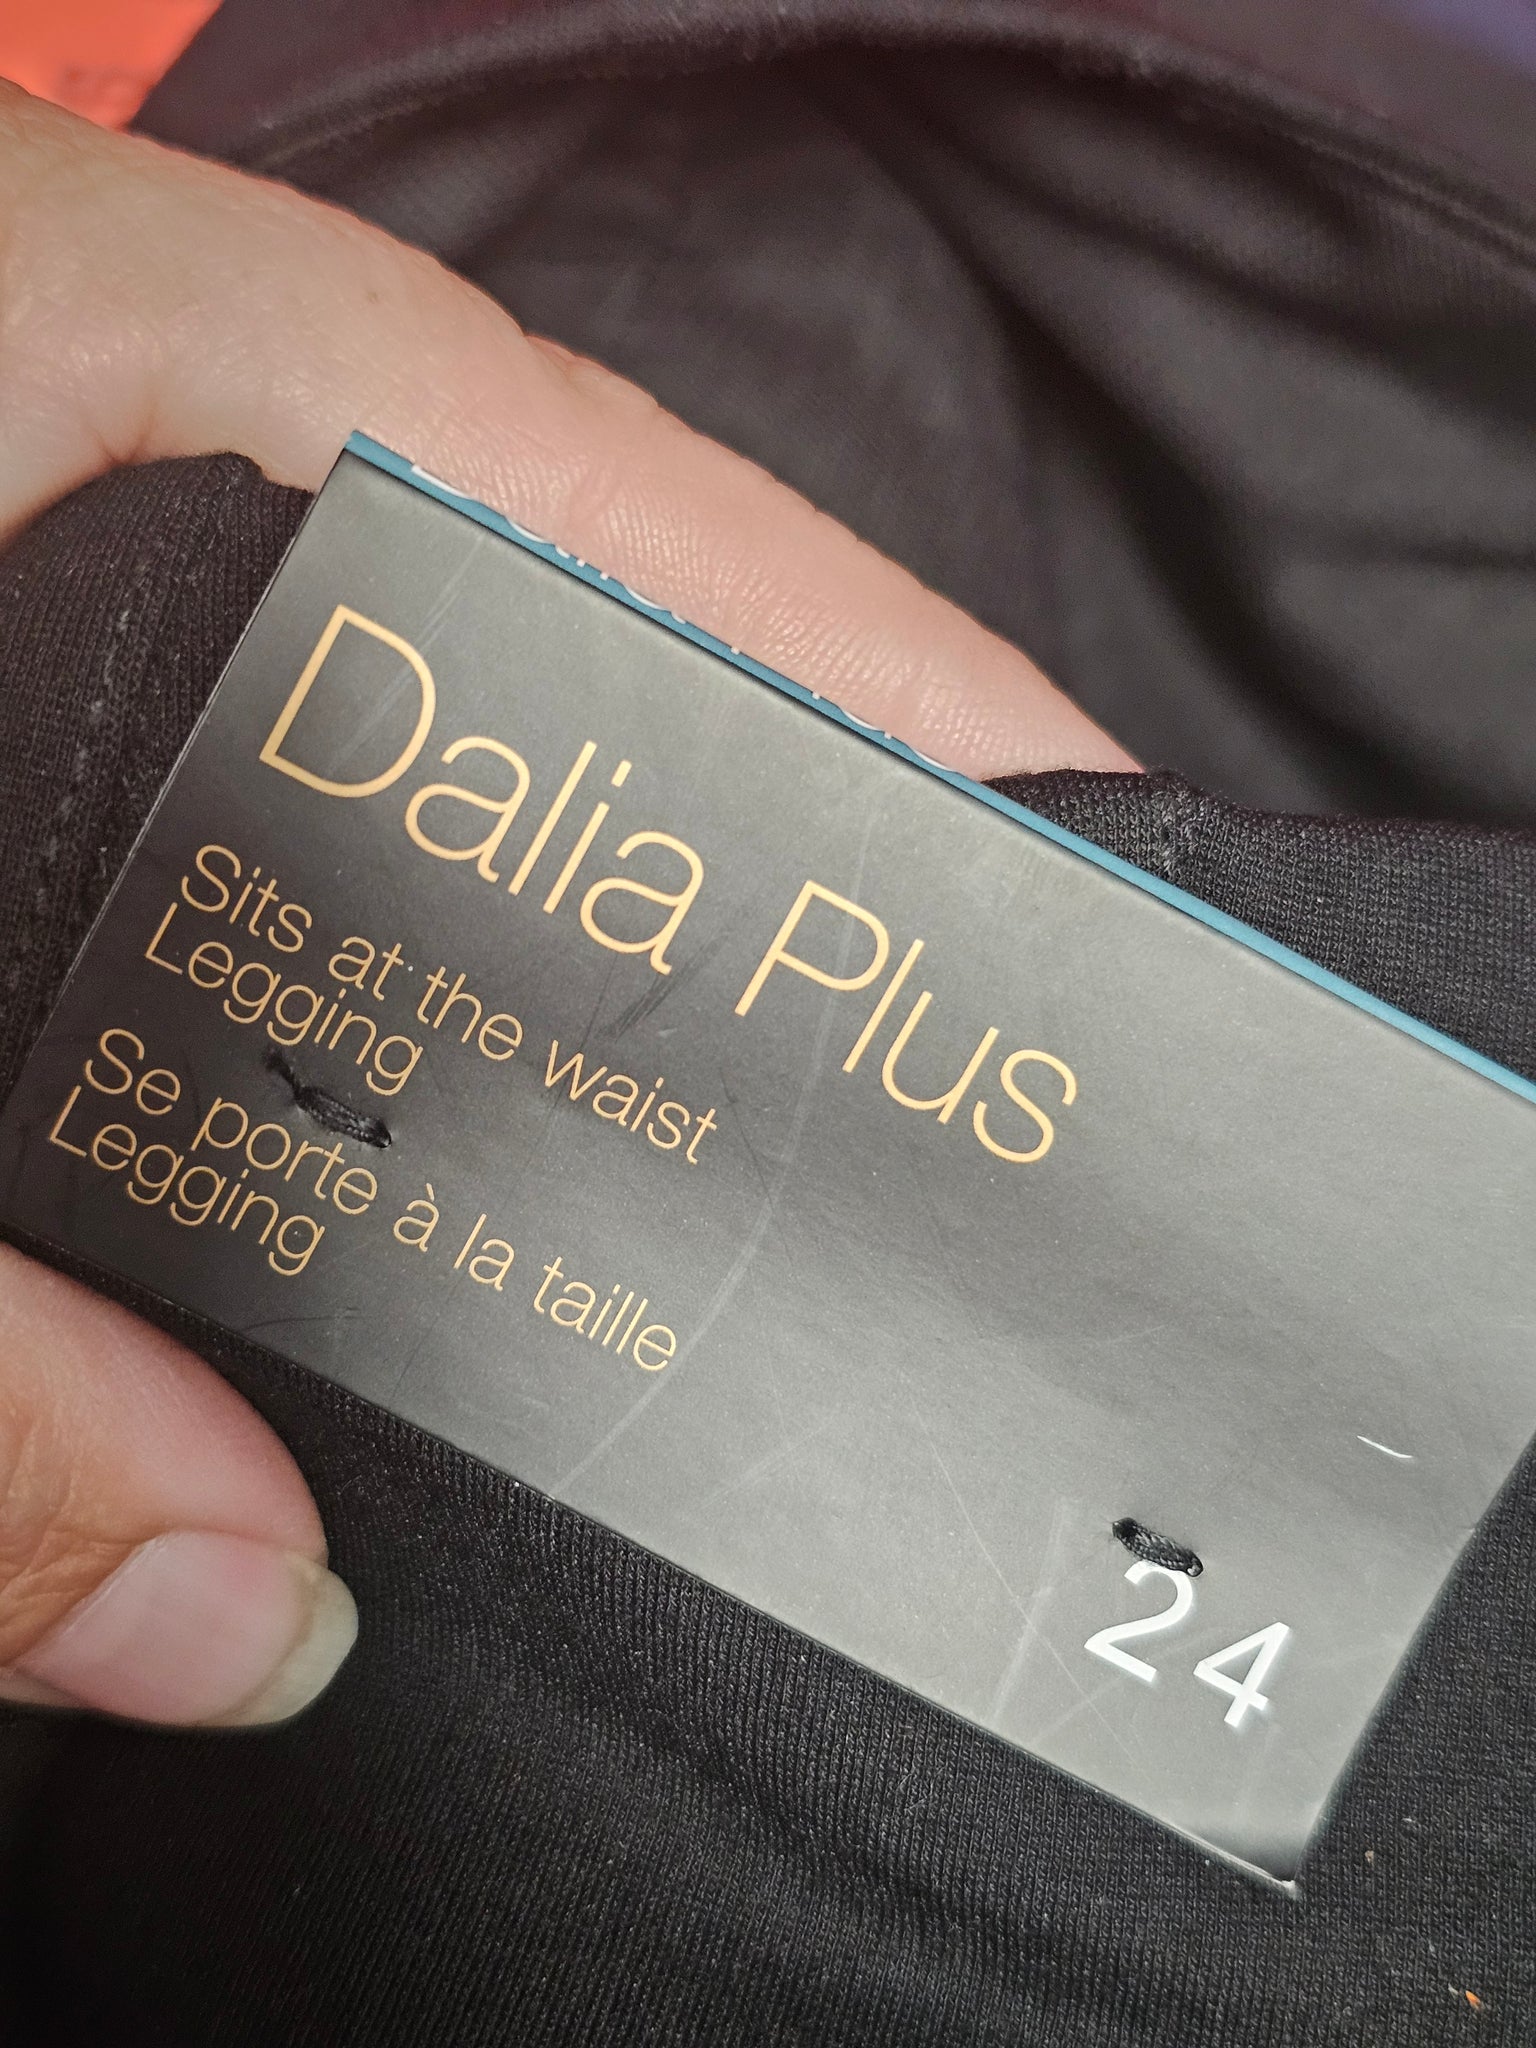 Dalia Plus
Sits at the waist
Legging
Se porte à la taille
Legging
24